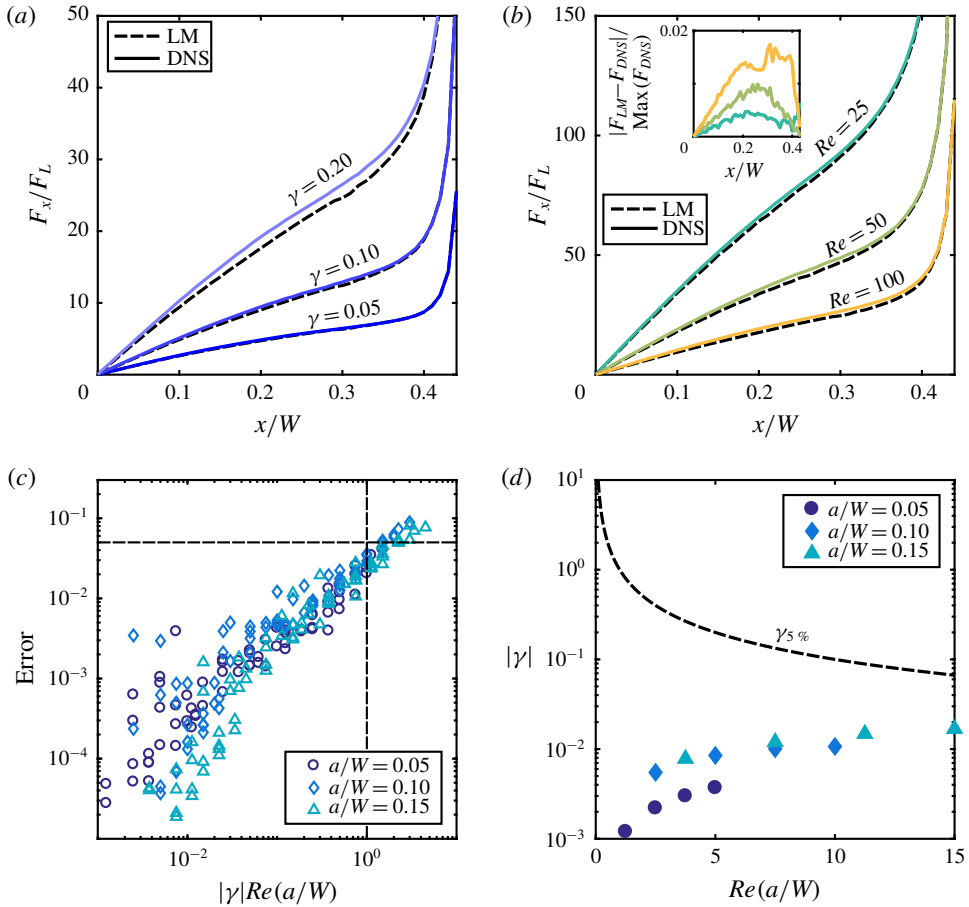 (a)
LM
DNS
50
40
30
20
10
0
0.1
0.2
0.3
0.4
F_x/F_L
x/W
γ = 0.20
γ = 0.10
γ = 0.05
(b)
150
100
50
0
0.1
0.2
0.3
0.4
F_x/F_L
x/W
|F_LM−F_DNS|/
Max(F_DNS)
0.02
0
0.2
0.4
x/W
Re = 25
Re = 50
Re = 100
LM
DNS
(c)
10^−1
10^−2
10^−3
10^−4
Error
10^−2
10^0
|γ|Re(a/W)
a/W = 0.05
a/W = 0.10
a/W = 0.15
(d)
10^1
10^0
10^−1
10^−2
10^−3
|γ|
0
5
10
15
Re(a/W)
γ_5 %
a/W = 0.05
a/W = 0.10
a/W = 0.15